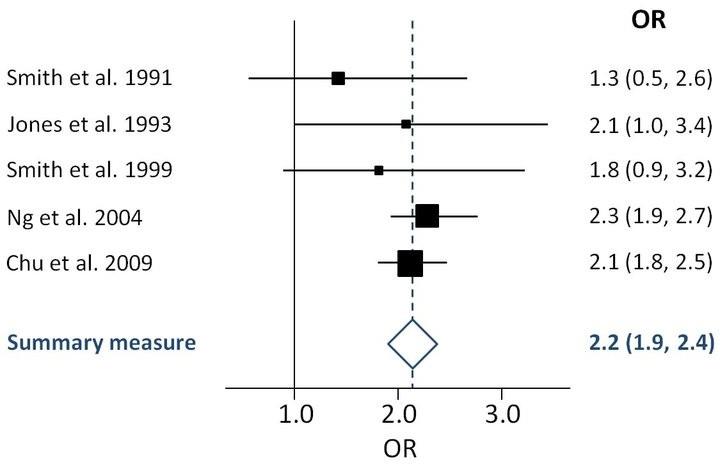 OR
Smith et al. 1991 1.3 (0.5, 2.6)
Jones et al. 1993 2.1 (1.0, 3.4)
Smith et al. 1999 1.8 (0.9, 3.2)
Ng et al. 2004 2.3 (1.9, 2.7)
Chu et al. 2009 2.1 (1.8, 2.5)
Summary measure 2.2 (1.9, 2.4)
1.0 2.0 3.0
OR